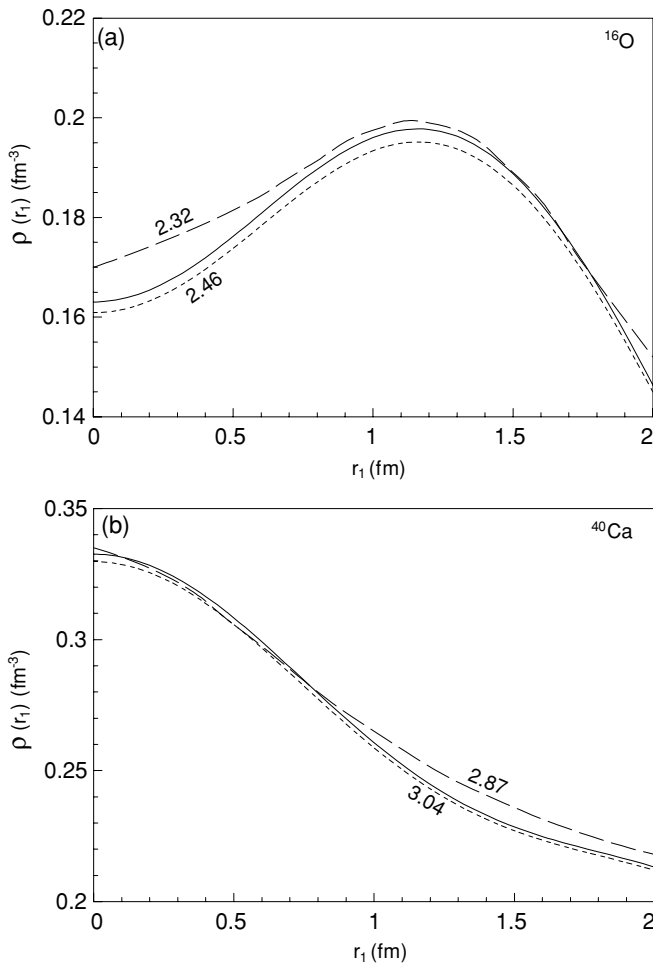 (a)
¹⁶O
0.22
0.2
0.18
0.16
0.14
ρ (r₁) (fm⁻³)
2.32
2.46
0 0.5 1 1.5 2
r₁ (fm)
(b)
⁴⁰Ca
0.35
0.3
0.25
0.2
ρ (r₁) (fm⁻³)
2.87
3.04
0 0.5 1 1.5 2
r₁ (fm)